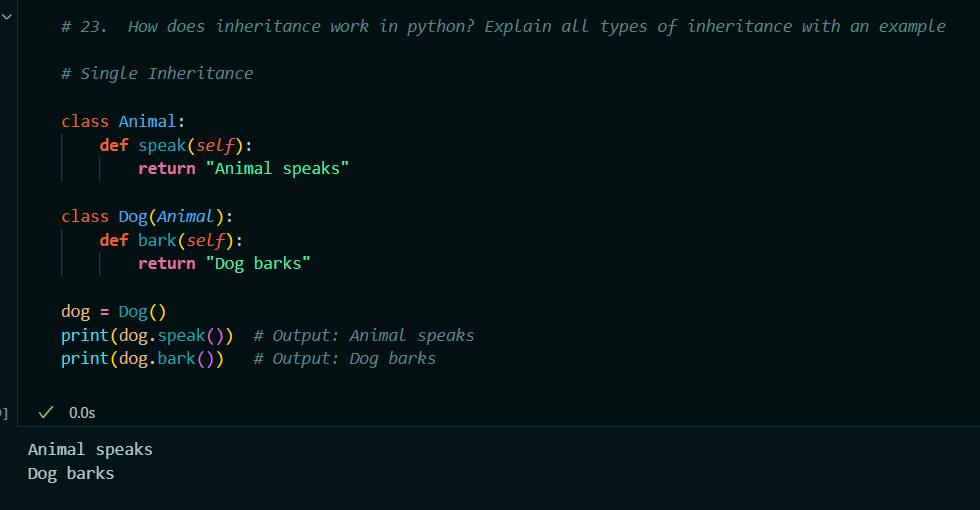 # 23.  How does inheritance work in python? Explain all types of inheritance with an example
# Single Inheritance
class Animal:
    def speak(self):
        return "Animal speaks"
class Dog(Animal):
    def bark(self):
        return "Dog barks"
dog = Dog()
print(dog.speak())  # Output: Animal speaks
print(dog.bark())   # Output: Dog barks
]
0.0s
Animal speaks
Dog barks